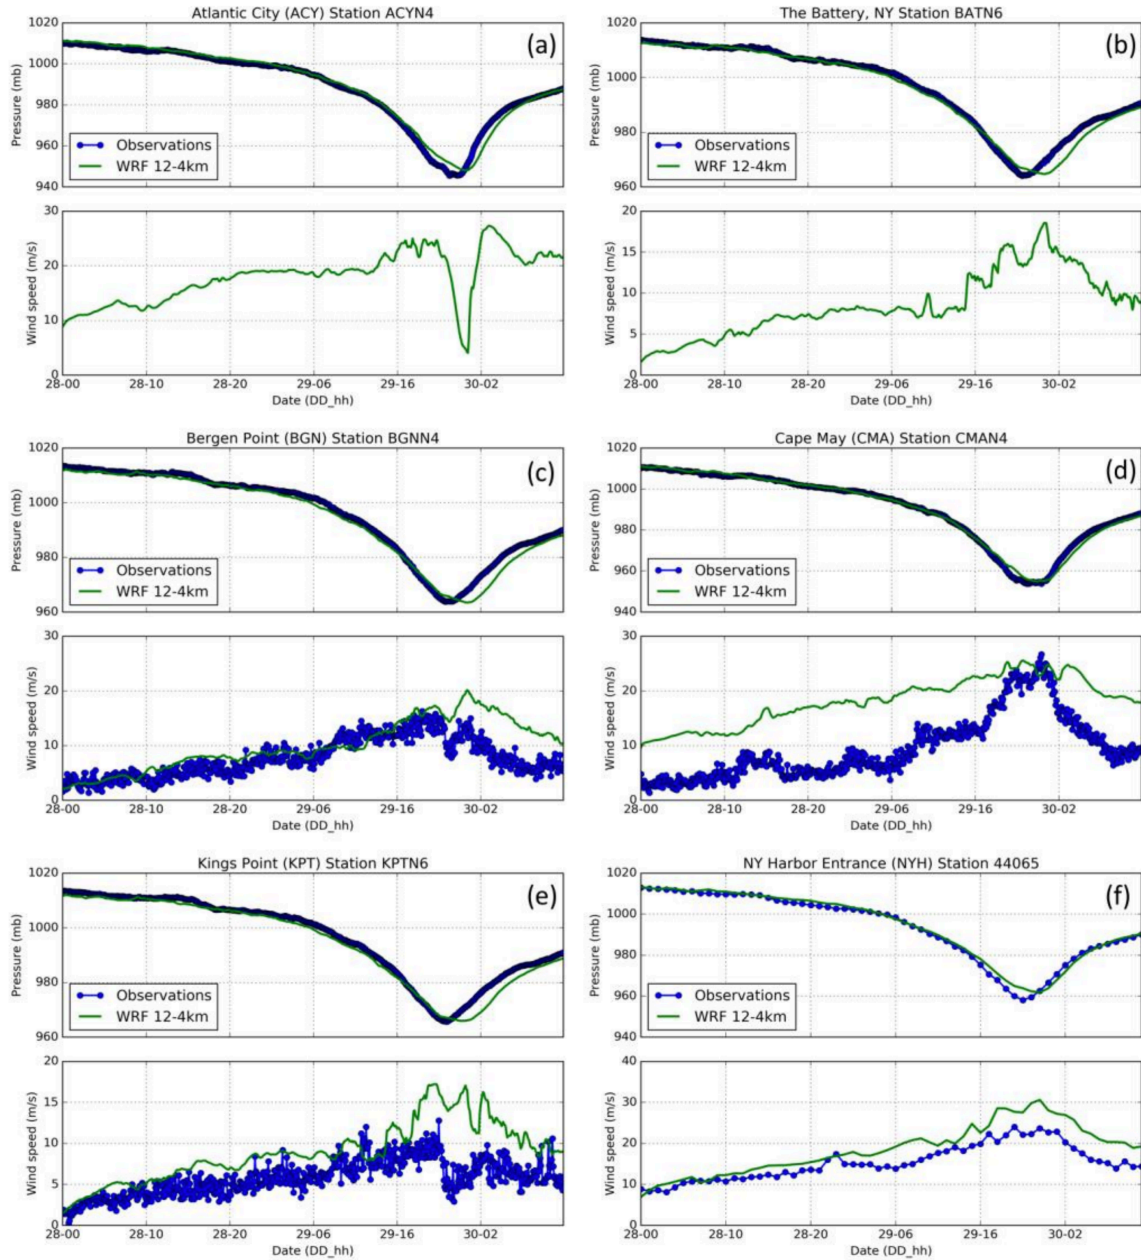 Atlantic City (ACY) Station ACYN4
1020
1000
980
960
940
Pressure (mb)
(a)
Observations
WRF 12-4km
30
20
10
0
Wind speed (m/s)
28-00 28-10 28-20 29-06 29-16 30-02
Date (DD_hh)
The Battery, NY Station BATN6
1020
1000
980
960
Pressure (mb)
(b)
Observations
WRF 12-4km
20
15
10
5
0
Wind speed (m/s)
28-00 28-10 28-20 29-06 29-16 30-02
Date (DD_hh)
Bergen Point (BGN) Station BGNN4
1020
1000
980
960
Pressure (mb)
(c)
Observations
WRF 12-4km
30
20
10
0
Wind speed (m/s)
28-00 28-10 28-20 29-06 29-16 30-02
Date (DD_hh)
Cape May (CMA) Station CMAN4
1020
1000
980
960
940
Pressure (mb)
(d)
Observations
WRF 12-4km
30
20
10
0
Wind speed (m/s)
28-00 28-10 28-20 29-06 29-16 30-02
Date (DD_hh)
Kings Point (KPT) Station KPTN6
1020
1000
980
960
Pressure (mb)
(e)
Observations
WRF 12-4km
20
15
10
5
0
Wind speed (m/s)
28-00 28-10 28-20 29-06 29-16 30-02
Date (DD_hh)
NY Harbor Entrance (NYH) Station 44065
1020
1000
980
960
940
Pressure (mb)
(f)
Observations
WRF 12-4km
40
30
20
10
0
Wind speed (m/s)
28-00 28-10 28-20 29-06 29-16 30-02
Date (DD_hh)